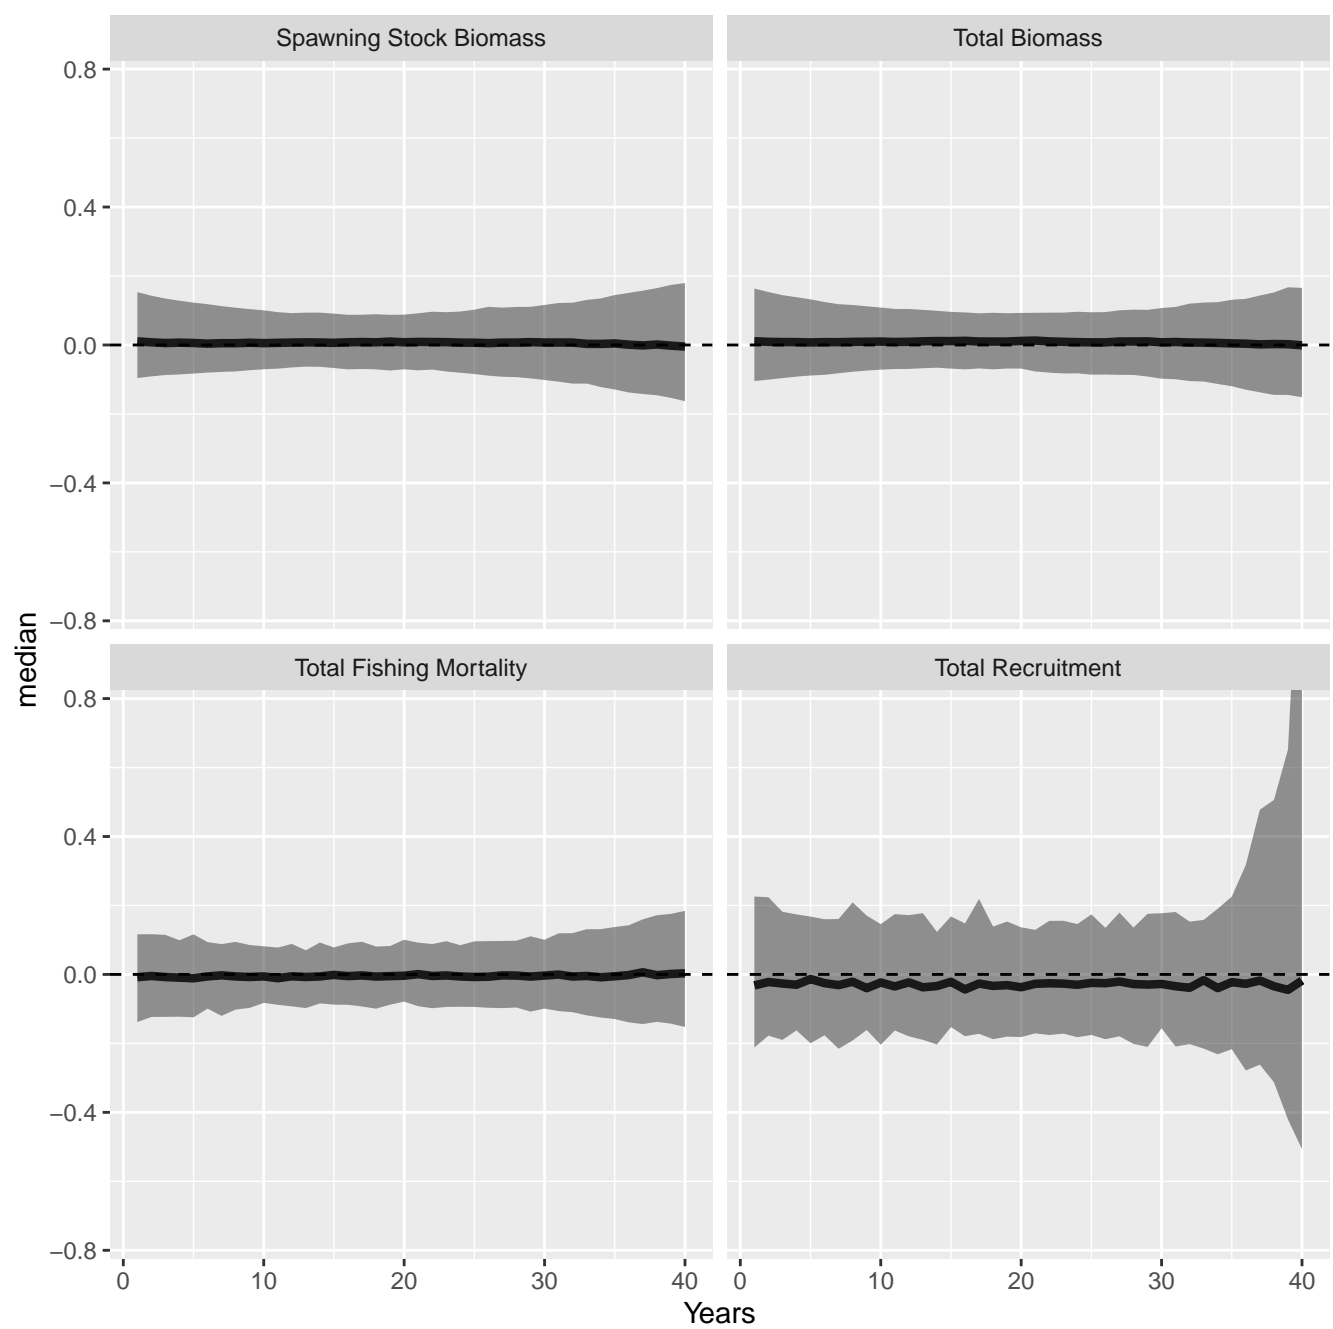 Spawning Stock Biomass
Total Biomass
0.8
0.4
0.0
−0.4
−0.8
median
Total Fishing Mortality
Total Recruitment
0.8
0.4
0.0
−0.4
−0.8
0 10 20 30 40
0 10 20 30 40
Years